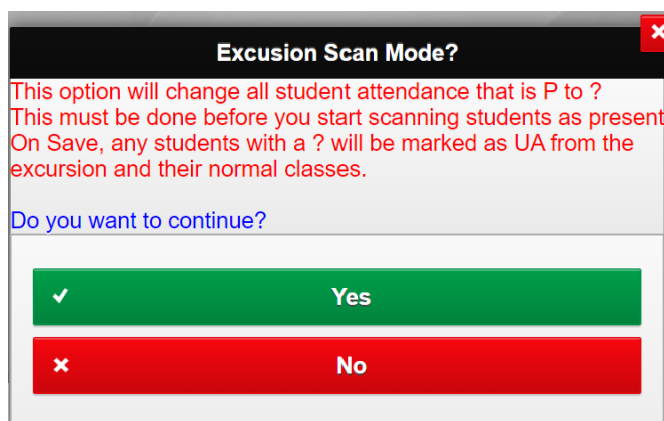 Excusion Scan Mode?
This option will change all student attendance that is P to ?
This must be done before you start scanning students as present
On Save, any students with a ? will be marked as UA from the
excursion and their normal classes.
Do you want to continue?
Yes
No